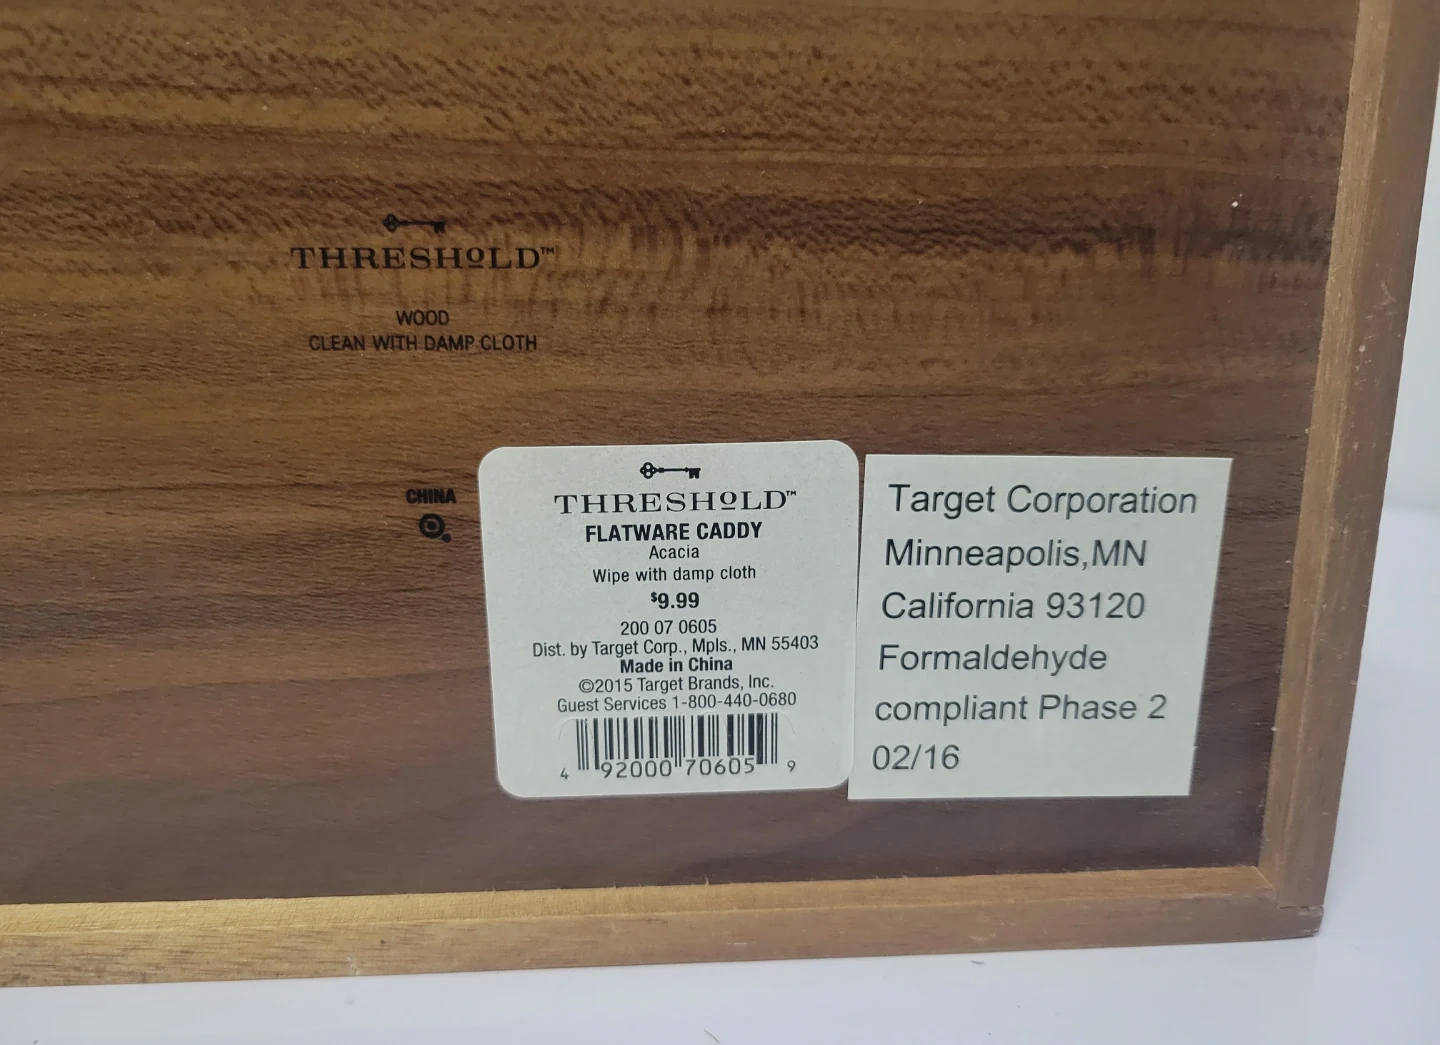 THRESHOLD™
WOOD
CLEAN WITH DAMP CLOTH
CHINA
THRESHOLD™
FLATWARE CADDY
Acacia
Wipe with damp cloth
$9.99
200 07 0605
Dist. by Target Corp., Mpls., MN 55403
Made in China
©2015 Target Brands, Inc.
Guest Services 1-800-440-0680
4 92000 70605 9
Target Corporation
Minneapolis,MN
California 93120
Formaldehyde
compliant Phase 2
02/16